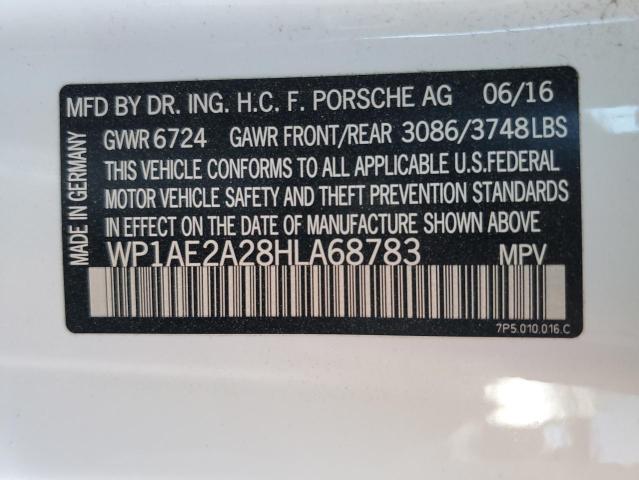 MFD BY DR. ING. H.C. F. PORSCHE AG 06/16
GVWR 6724 GAWR FRONT/REAR 3086/3748LBS
THIS VEHICLE CONFORMS TO ALL APPLICABLE U.S.FEDERAL
MOTOR VEHICLE SAFETY AND THEFT PREVENTION STANDARDS
IN EFFECT ON THE DATE OF MANUFACTURE SHOWN ABOVE
WP1AE2A28HLA68783 MPV
7P5.010.016.C
MADE IN GERMANY